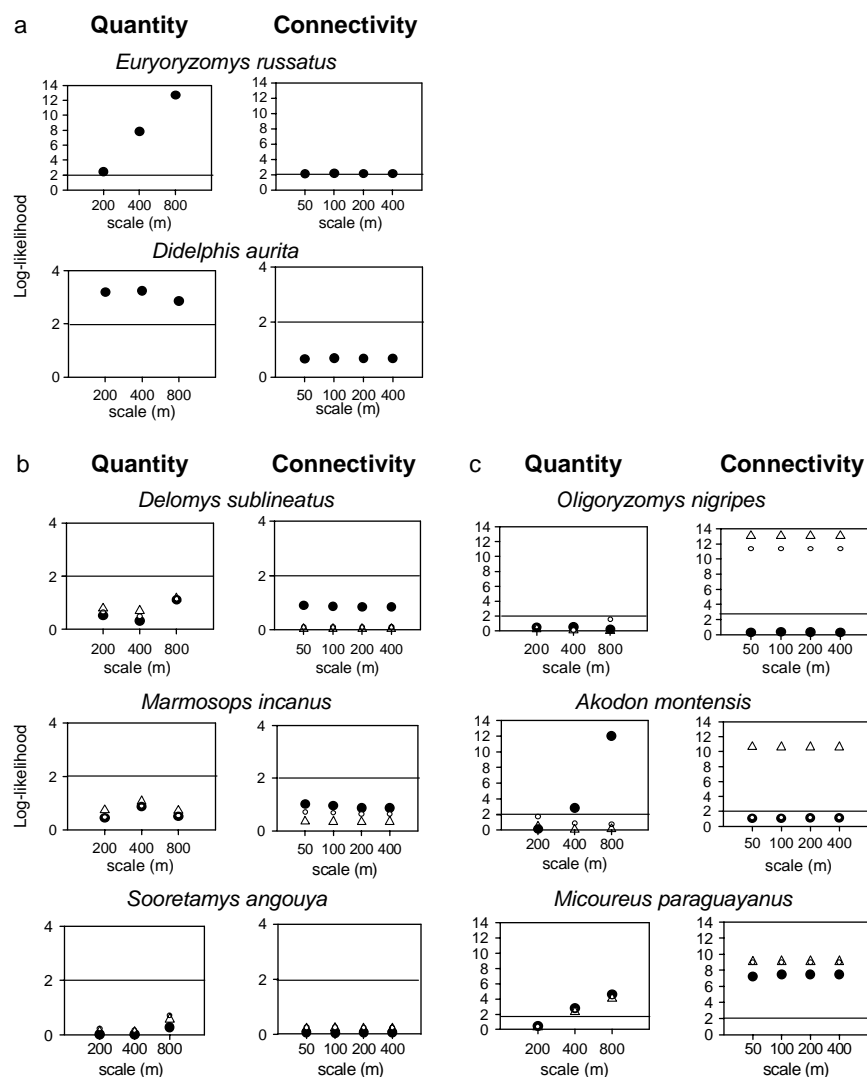 a Quantity Connectivity
Euryoryzomys russatus
14
12
10
8
6
4
2
0
200 400 800
scale (m)
14
12
10
8
6
4
2
0
50 100 200 400
scale (m)
Log-likelihood
Didelphis aurita
4
2
0
200 400 800
scale (m)
4
2
0
50 100 200 400
scale (m)
b Quantity Connectivity
Delomys sublineatus
4
2
0
200 400 800
scale (m)
4
2
0
50 100 200 400
scale (m)
Marmosops incanus
Log-likelihood
4
2
0
200 400 800
scale (m)
4
2
0
50 100 200 400
scale (m)
Sooretamys angouya
4
2
0
200 400 800
scale (m)
4
2
0
50 100 200 400
scale (m)
c Quantity Connectivity
Oligoryzomys nigripes
14
12
10
8
6
4
2
0
200 400 800
scale (m)
14
12
10
8
6
4
2
0
50 100 200 400
scale (m)
Akodon montensis
14
12
10
8
6
4
2
0
200 400 800
scale (m)
14
12
10
8
6
4
2
0
50 100 200 400
scale (m)
Micoureus paraguayanus
14
12
10
8
6
4
2
0
200 400 800
scale (m)
14
12
10
8
6
4
2
0
50 100 200 400
scale (m)